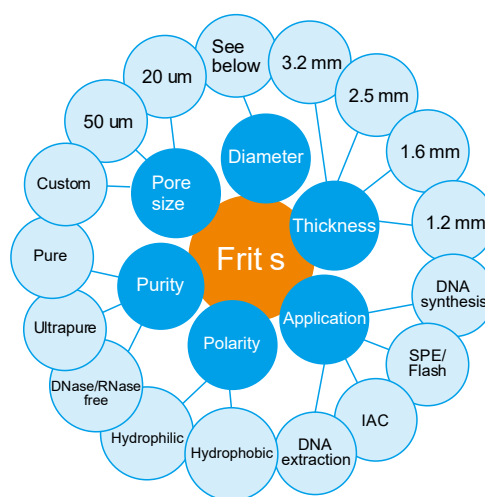 See
below
3.2 mm
20 um
2.5 mm
50 um
Diameter
1.6 mm
Custom
Pore
size
Thickness
1.2 mm
Frit s
Pure
Purity
DNA
synthesis
Application
Ultrapure
Polarity
SPE/
Flash
DNase/RNase
free
IAC
Hydrophilic
Hydrophobic
DNA
extraction